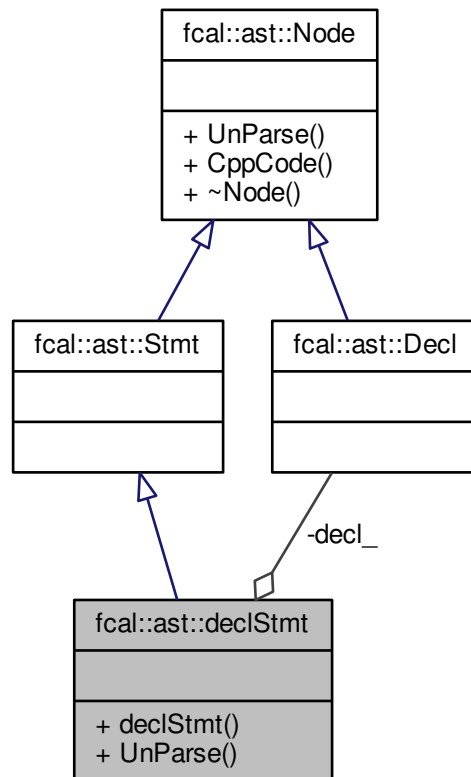 fcal::ast::Node
+ UnParse()
+ CppCode()
+ ~Node()
fcal::ast::Stmt
fcal::ast::Decl
-decl_
fcal::ast::declStmt
+ declStmt()
+ UnParse()